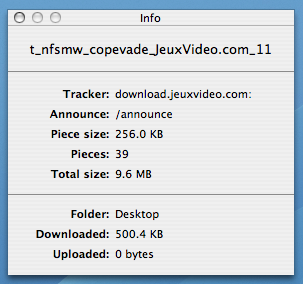 Info
t_nfsmw_copevade_JeuxVideo.com_11
Tracker: download.jeuxvideo.com:
Announce: /announce
Piece size: 256.0 KB
Pieces: 39
Total size: 9.6 MB
Folder: Desktop
Downloaded: 500.4 KB
Uploaded: 0 bytes